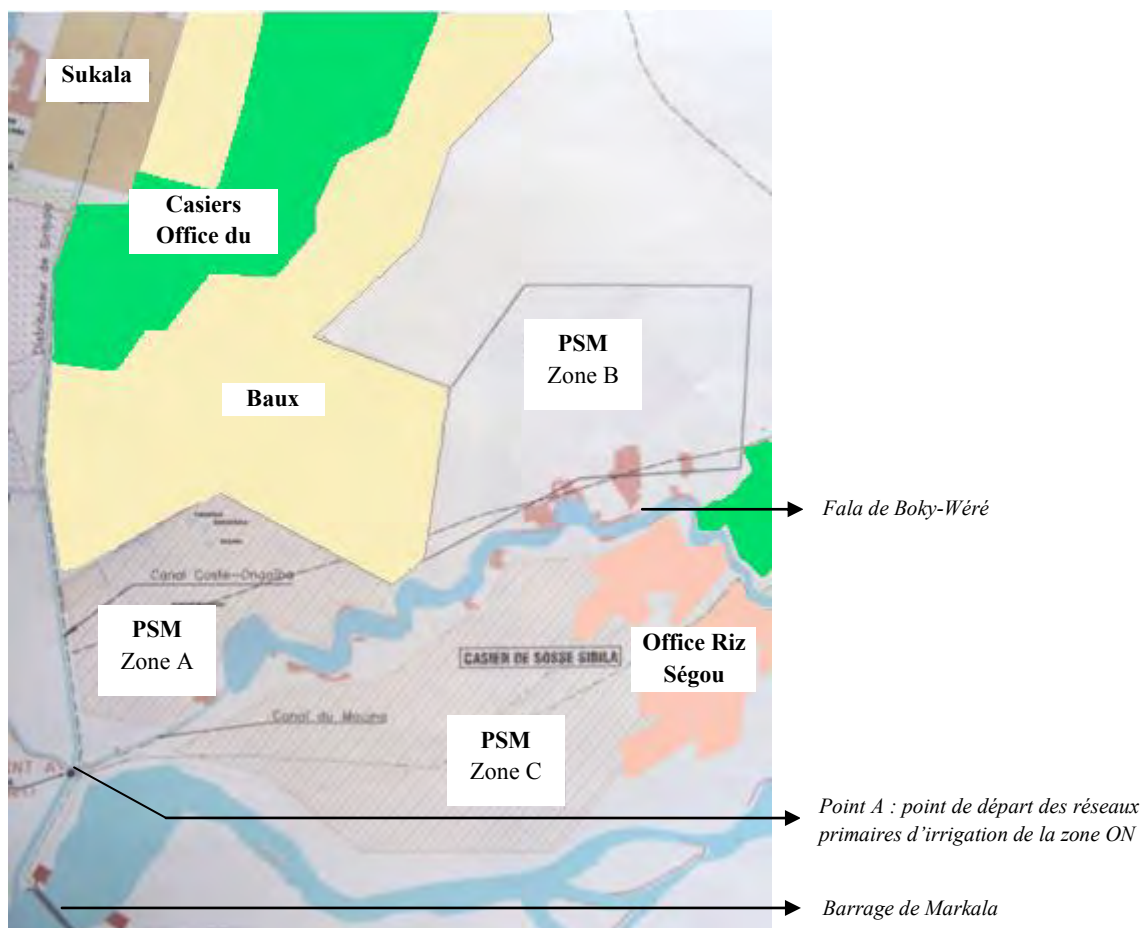 Sukala
Casiers
Office du
PSM
Zone B
Baux
Fala de Boky-Wéré
Canal Coste-Ongoïba
PSM
Zone A
Office Riz
Ségou
CASIER DE SOSSE SIBILA
Canal du Macina
PSM
Zone C
Point A : point de départ des réseaux
primaires d'irrigation de la zone ON
Barrage de Markala